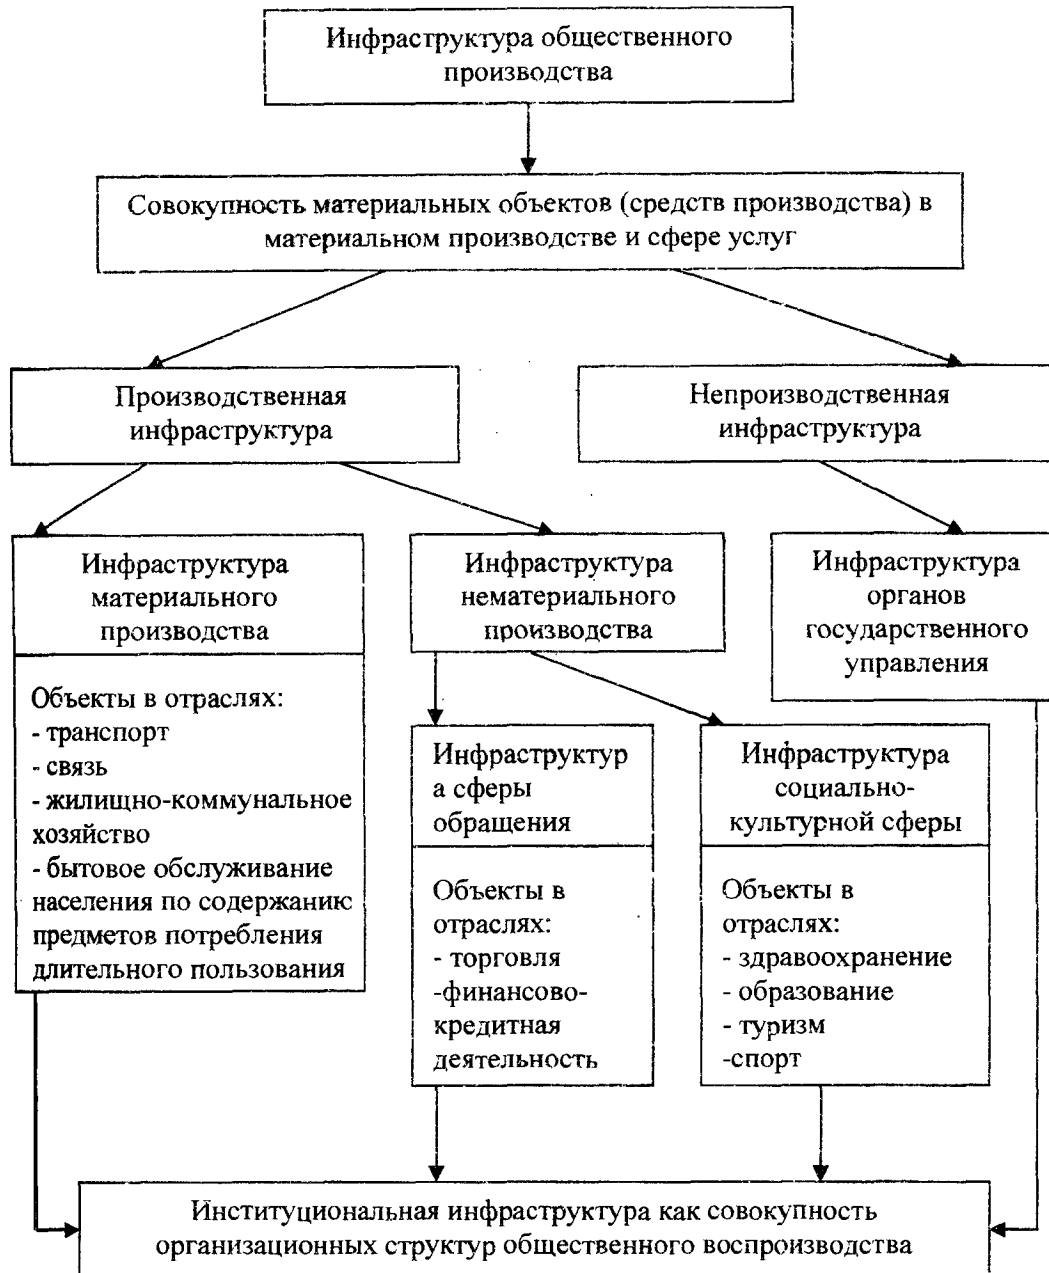 Инфраструктура общественного
производства
Совокупность материальных объектов (средств производства) в
материальном производстве и сфере услуг
Производственная
инфраструктура
Непроизводственная
инфраструктура
Инфраструктура
материального
производства
Объекты в отраслях:
- транспорт
- связь
- жилищно-коммунальное
хозяйство
- бытовое обслуживание
населения по содержанию
предметов потребления
длительного пользования
Инфраструктура
нематериального
производства
Инфраструктура
органов
государственного
управления
Инфраструктур
а сферы
обращения
Объекты в
отраслях:
- торговля
-финансово-
кредитная
деятельность
Инфраструктура
социально-
культурной сферы
Объекты в
отраслях:
- здравоохранение
- образование
- туризм
-спорт
Институциональная инфраструктура как совокупность
организационных структур общественного воспроизводства